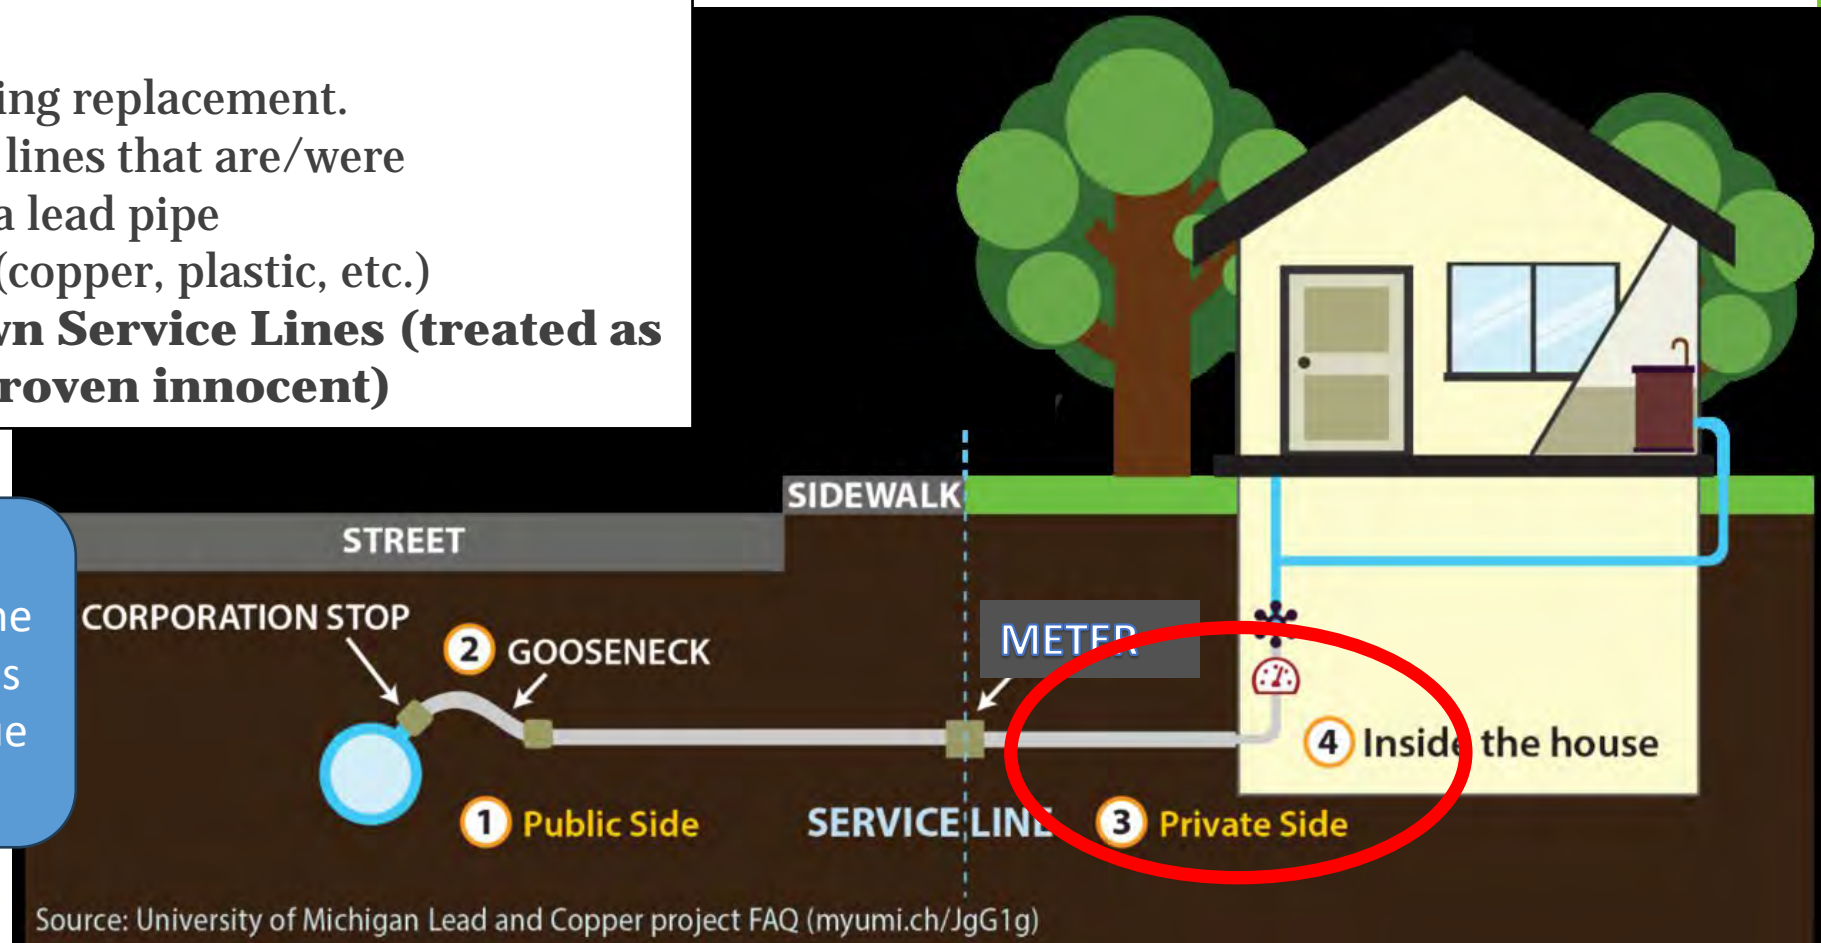 ing replacement.
lines that are/were
a lead pipe
(copper, plastic, etc.)
wn Service Lines (treated as
roven innocent)
SIDEWALK
STREET
ne
s
ue
CORPORATION STOP
2 GOOSENECK
METER
4 Inside the house
1 Public Side
SERVICE LINE
3 Private Side
Source: University of Michigan Lead and Copper project FAQ (myumi.ch/JgG1g)